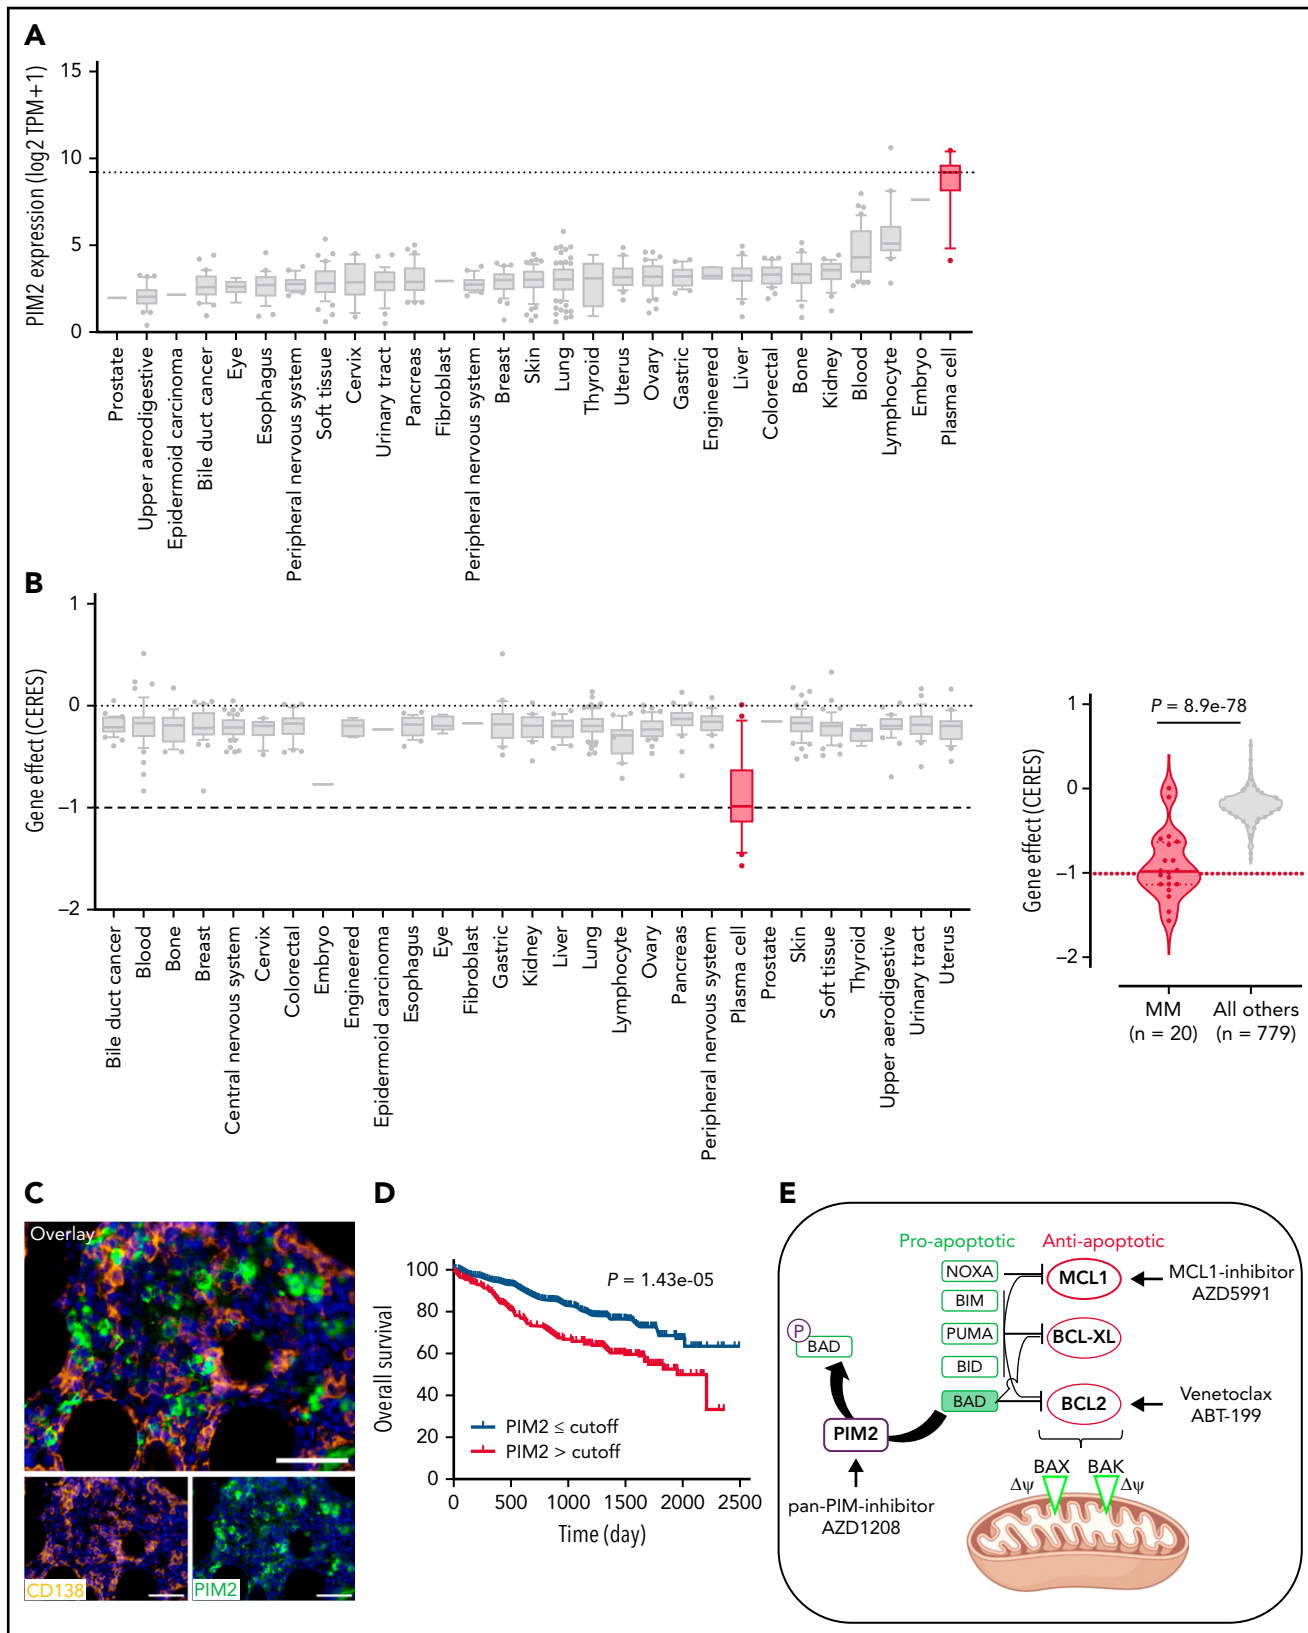 A
PIM2 expression (log2 TPM+1)
15
10
5
0
Prostate
Upper aerodigestive
Epidermoid carcinoma
Bile duct cancer
Eye
Esophagus
Peripheral nervous system
Soft tissue
Cervix
Urinary tract
Pancreas
Fibroblast
Peripheral nervous system
Breast
Skin
Lung
Thyroid
Uterus
Ovary
Gastric
Engineered
Liver
Colorectal
Bone
Kidney
Blood
Lymphocyte
Embryo
Plasma cell
B
Gene effect (CERES)
1
0
−1
−2
Bile duct cancer
Blood
Bone
Breast
Central nervous system
Cervix
Colorectal
Embryo
Engineered
Epidermoid carcinoma
Esophagus
Eye
Fibroblast
Gastric
Kidney
Liver
Lung
Lymphocyte
Ovary
Pancreas
Peripheral nervous system
Plasma cell
Prostate
Skin
Soft tissue
Thyroid
Upper aerodigestive
Urinary tract
Uterus
Gene effect (CERES)
1
0
−1
−2
P = 8.9e-78
MM
(n = 20)
All others
(n = 779)
C
Overlay
CD138
PIM2
D
Overall survival
100
80
60
40
20
0
P = 1.43e-05
PIM2 ≤ cutoff
PIM2 > cutoff
0
500
1000
1500
2000
2500
Time (day)
E
Pro-apoptotic
Anti-apoptotic
NOXA
BIM
PUMA
BID
BAD
MCL1
BCL-XL
BCL2
MCL1-inhibitor
AZD5991
Venetoclax
ABT-199
P
BAD
PIM2
pan-PIM-inhibitor
AZD1208
BAX
BAK
Δψ
Δψ